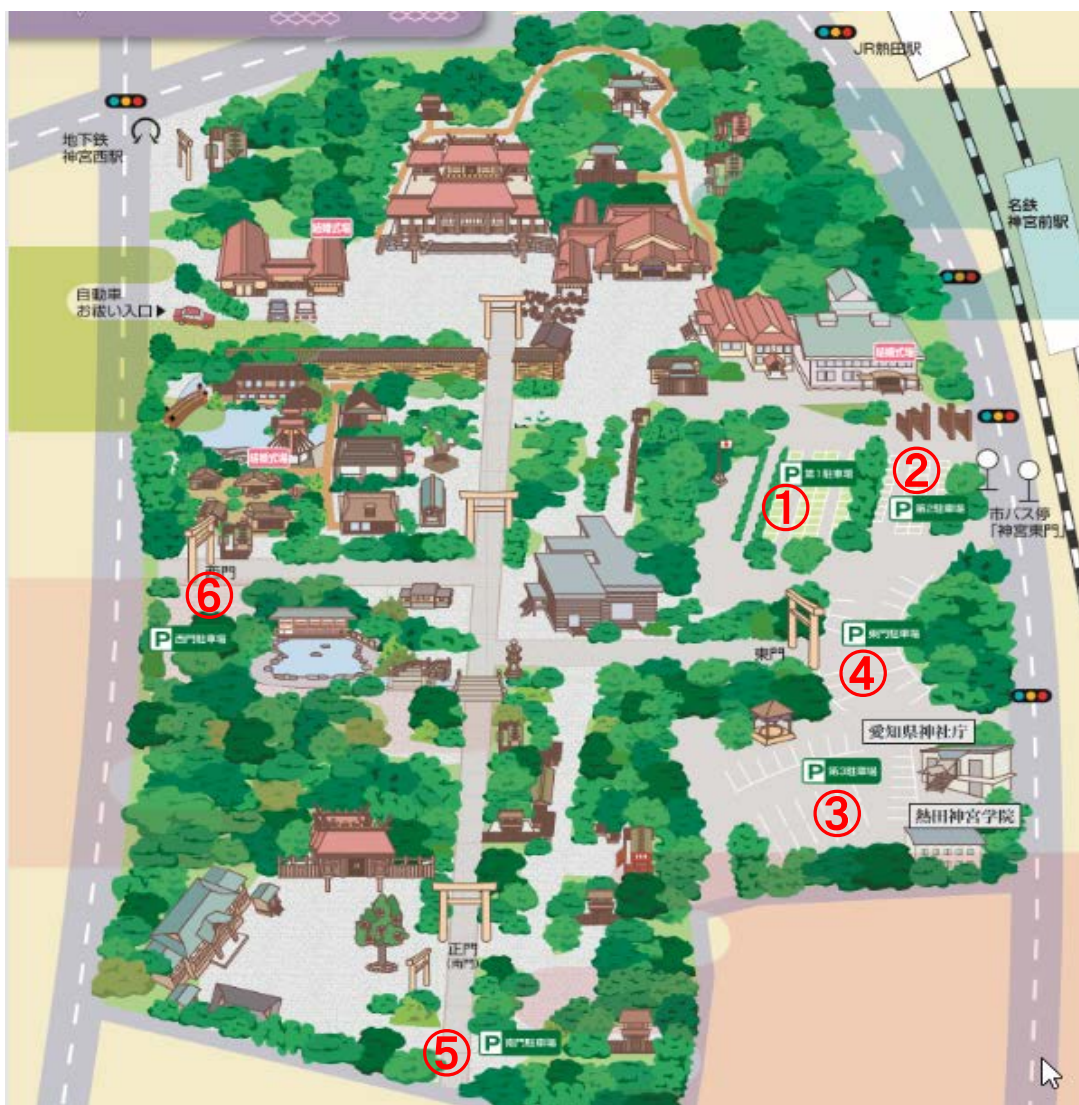 JR熱田駅
地下鉄
神宮西駅
名鉄
神宮前駅
結婚式場
自動車
お祓い入口▶
結婚式場
結婚式場
P 第1駐車場
①
②
P 第2駐車場
市バス停
「神宮東門」
西門
⑥
P 西門駐車場
東門
P 東門駐車場
④
愛知県神社庁
P 第3駐車場
③
熱田神宮学院
正門
(南門)
⑤
P 南門駐車場